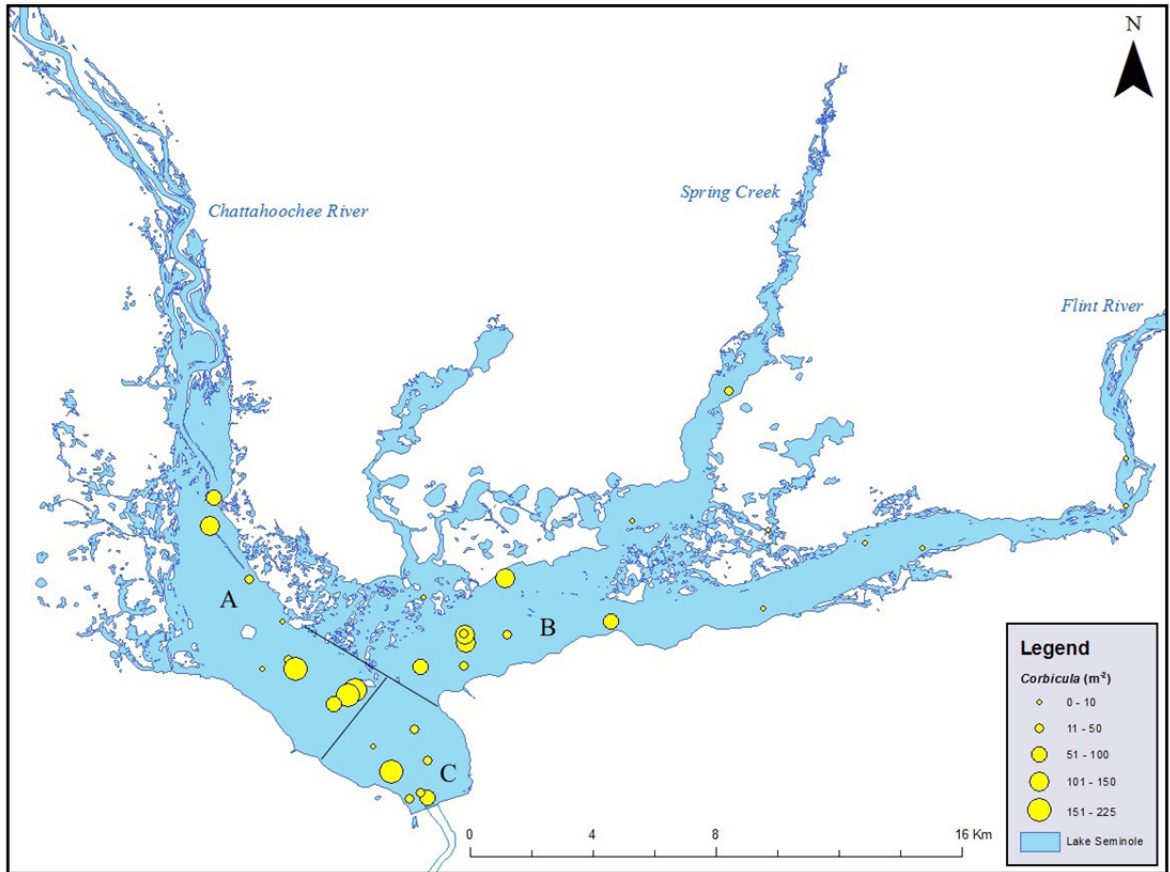 N
Chattahoochee River
Spring Creek
Flint River
A
B
C
Legend
Corbicula (m⁻²)
0 - 10
11 - 50
51 - 100
101 - 150
151 - 225
Lake Seminole
0 4 8 16 Km